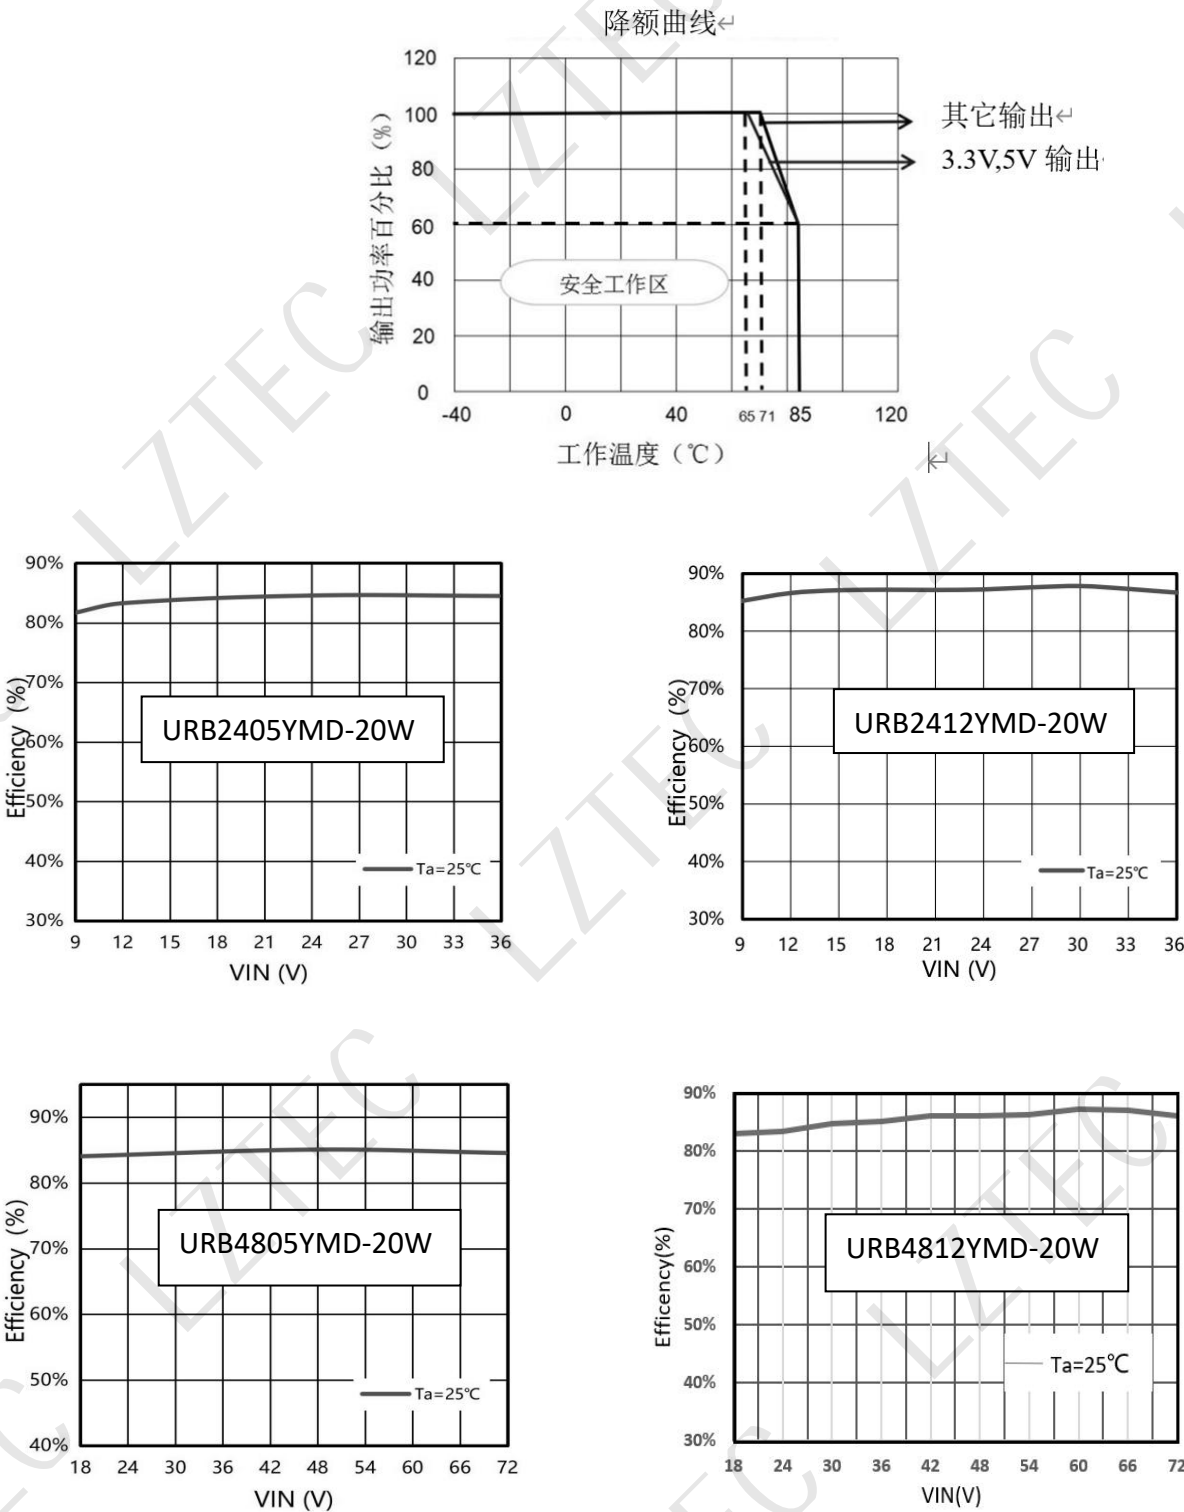 降额曲线↵
120
100
80
60
40
20
0
输出功率百分比（%）
其它输出↵
3.3V,5V 输出
安全工作区
-40 0 40 65 71 85 120
工作温度（℃）
↵
90%
80%
70%
60%
50%
40%
30%
Efficiency (%)
URB2405YMD-20W
Ta=25℃
9 12 15 18 21 24 27 30 33 36
VIN (V)
90%
80%
70%
60%
50%
40%
30%
Efficiency (%)
URB2412YMD-20W
Ta=25℃
9 12 15 18 21 24 27 30 33 36
VIN (V)
90%
80%
70%
60%
50%
40%
Efficiency (%)
URB4805YMD-20W
Ta=25℃
18 24 30 36 42 48 54 60 66 72
VIN (V)
90%
80%
70%
60%
50%
40%
30%
Efficency(%)
URB4812YMD-20W
Ta=25℃
18 24 30 36 42 48 54 60 66 72
VIN(V)
LZTEC
LZTEC
LZTEC
LZTEC
LZTEC
LZTEC